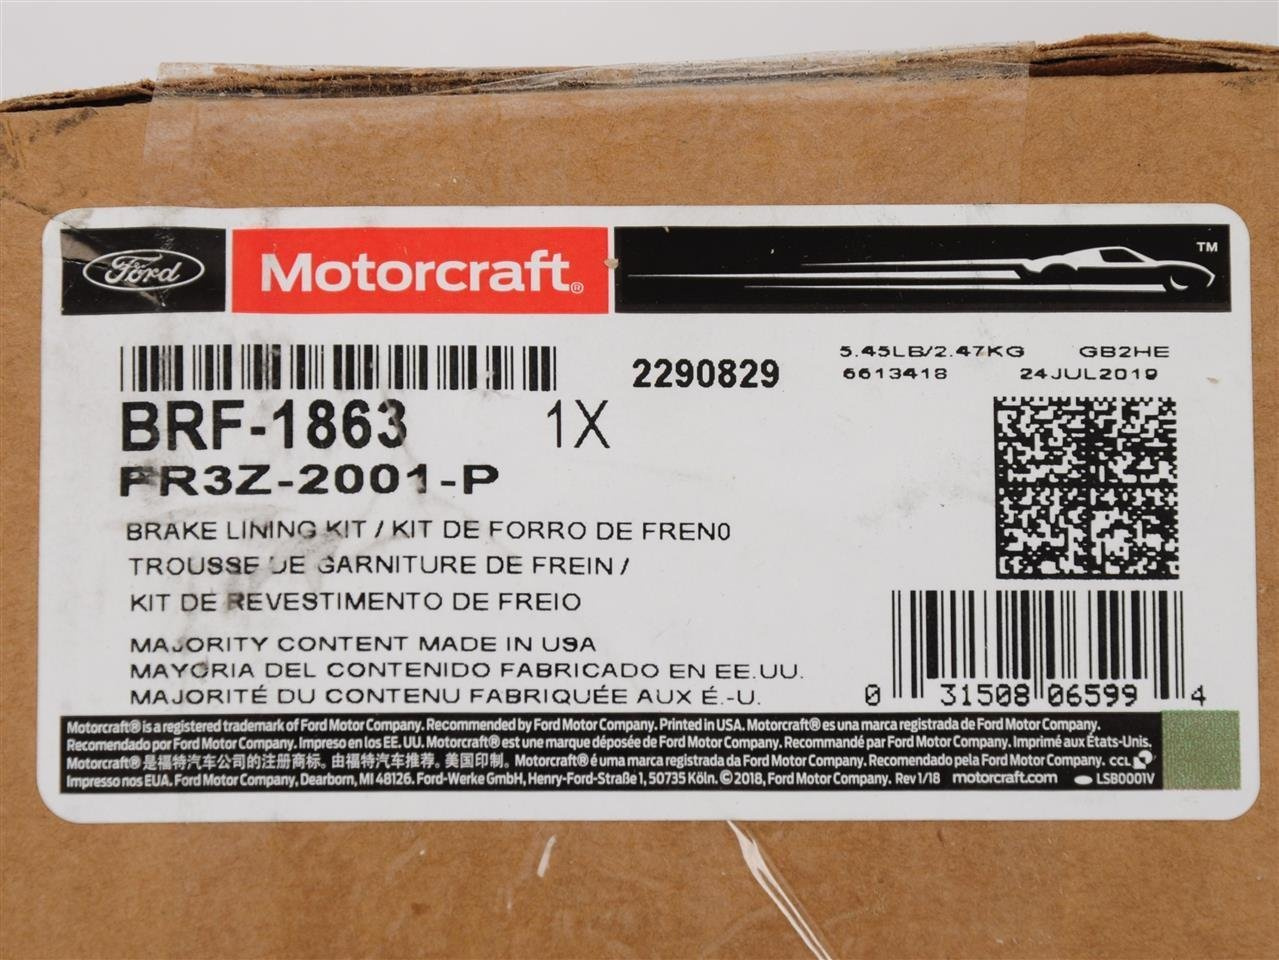 Ford Motorcraft® ™
2290829 5.45LB/2.47KG GB2HE
6613418 24JUL2019
BRF-1863 1X
FR3Z-2001-P
BRAKE LINING KIT / KIT DE FORRO DE FREN0
TROUSSE DE GARNITURE DE FREIN /
KIT DE REVESTIMENTO DE FREIO
MAJORITY CONTENT MADE IN USA
MAYORIA DEL CONTENIDO FABRICADO EN EE.UU.
MAJORITÉ DU CONTENU FABRIQUÉE AUX É.-U.
0 31508 06599 4
Motorcraft® is a registered trademark of Ford Motor Company. Recommended by Ford Motor Company. Printed in USA. Motorcraft® es una marca registrada de Ford Motor Company.
Recomendado por Ford Motor Company. Impreso en los EE. UU. Motorcraft® est une marque déposée de Ford Motor Company. Recommandé par Ford Motor Company. Imprimé aux États-Unis.
Motorcraft® 是福特汽车公司的注册商标。由福特汽车推荐。美国印制。Motorcraft® é uma marca registrada da Ford Motor Company. Recomendado pela Ford Motor Company. CCL
Impresso nos EUA. Ford Motor Company, Dearborn, MI 48126. Ford-Werke GmbH, Henry-Ford-Straße 1, 50735 Köln. © 2018, Ford Motor Company. Rev 1/18 motorcraft.com LSB0001V